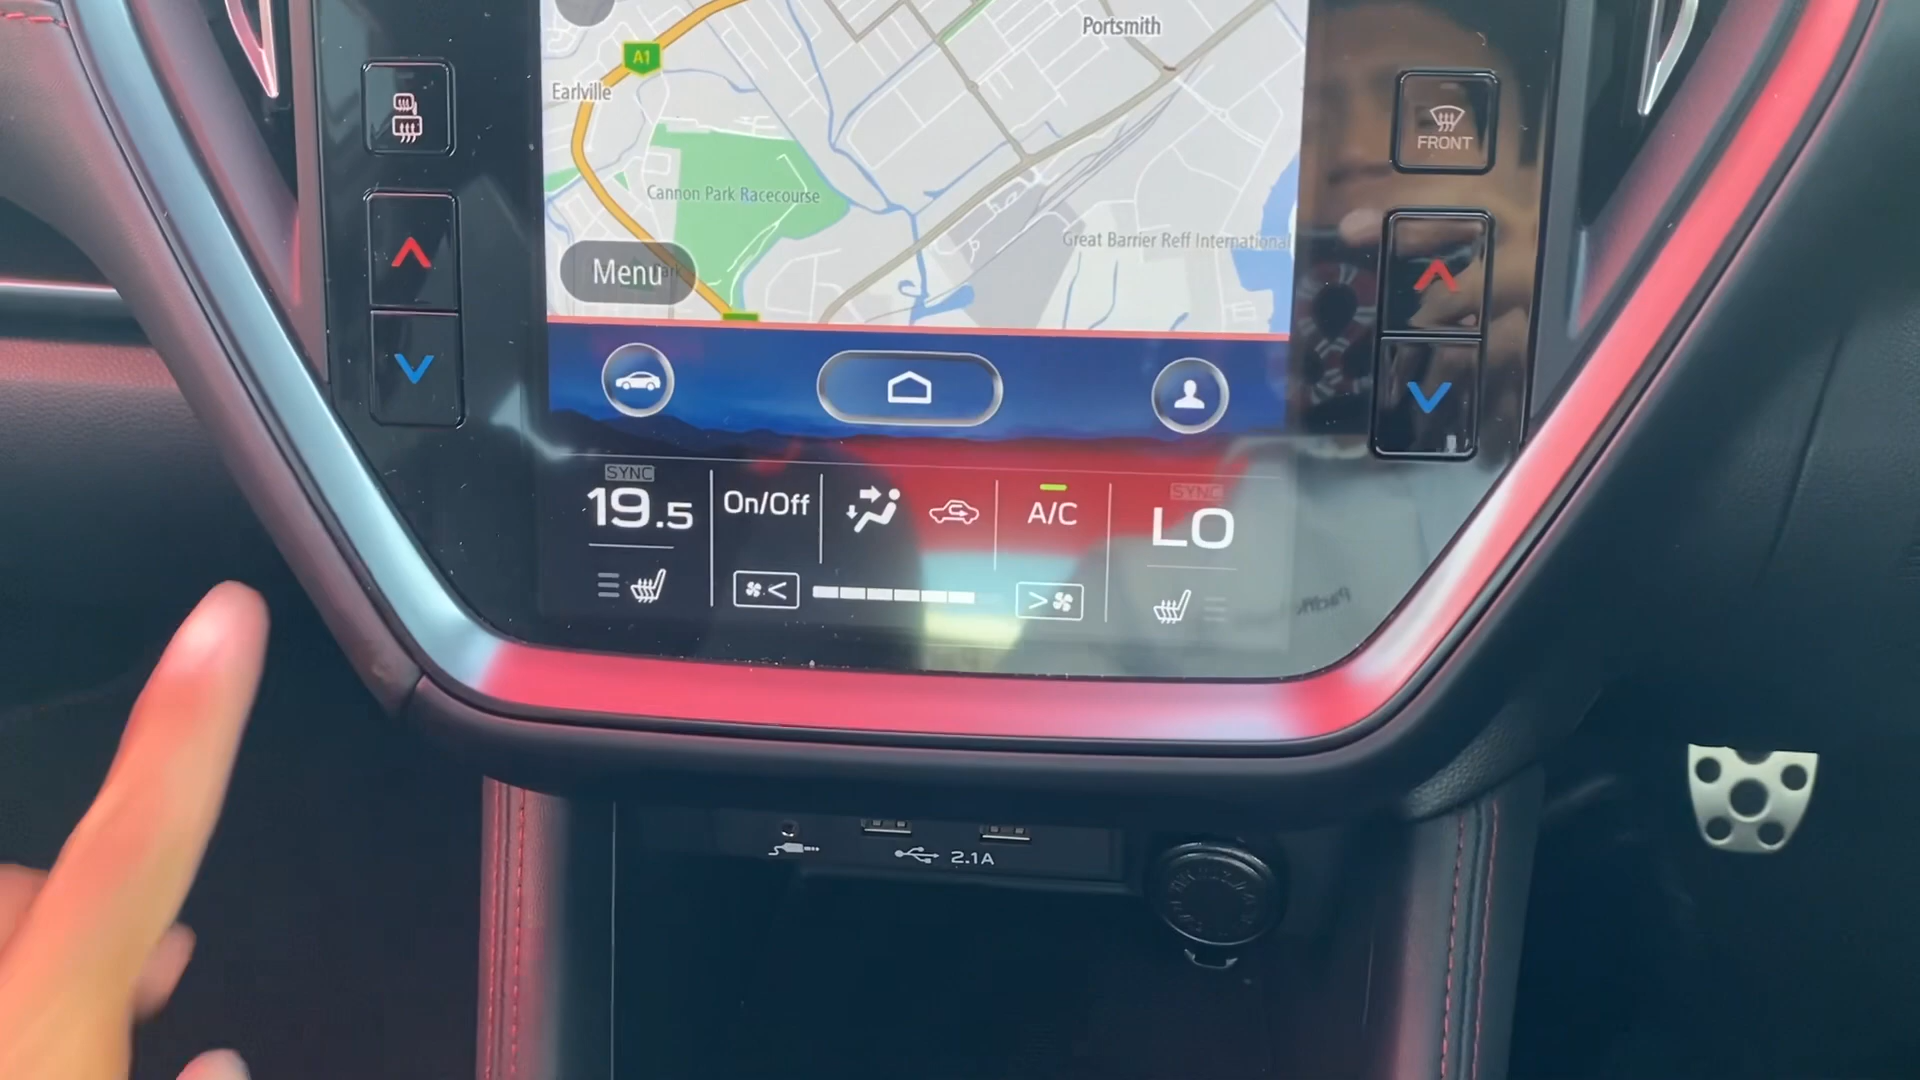 Portsmith
A1
Earlville
FRONT
Cannon Park Racecourse
Great Barrier Reff International
Menu
SYNC
19.5
On/Off
A/C
SYNC
LO
2.1A